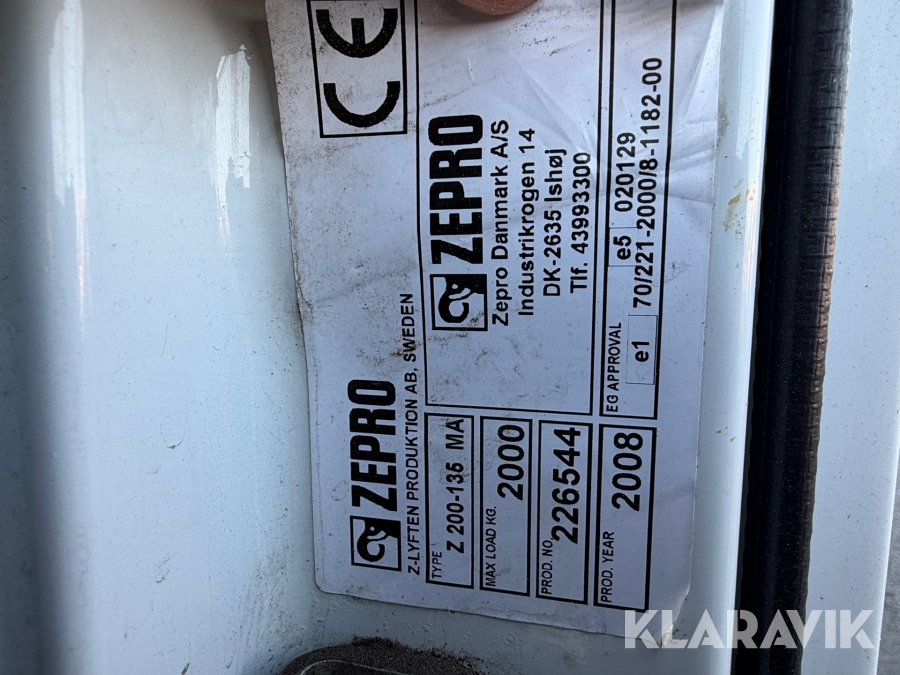 ZEPRO
Z-LYFTEN PRODUKTION AB, SWEDEN
CE
TYPE
Z 200-135 MA
MAX LOAD KG.
2000
PROD. NO.
226544
PROD. YEAR
2008
ZEPRO
Zepro Danmark A/S
Industrikrogen 14
DK-2635 Ishøj
Tlf. 43993300
EG APPROVAL
e5 020129
e1 70/221-2000/8-1182-00
KLARAVIK